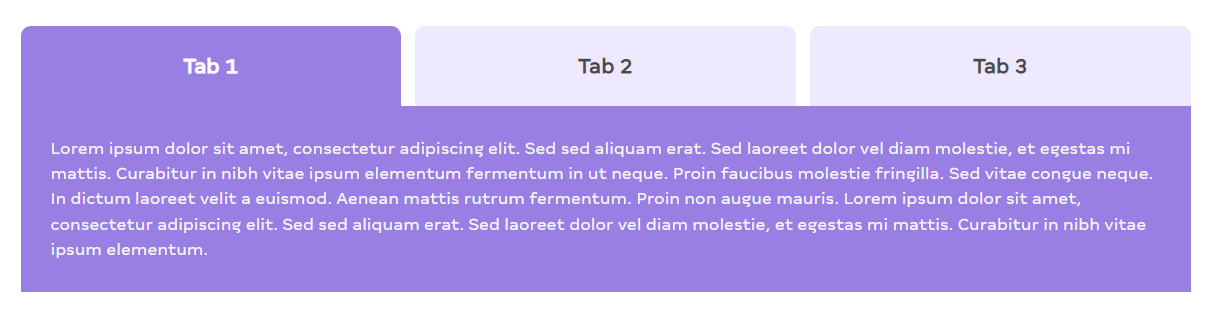 Tab 1
Tab 2
Tab 3
Lorem ipsum dolor sit amet, consectetur adipiscing elit. Sed sed aliquam erat. Sed laoreet dolor vel diam molestie, et egestas mi
mattis. Curabitur in nibh vitae ipsum elementum fermentum in ut neque. Proin faucibus molestie fringilla. Sed vitae congue neque.
In dictum laoreet velit a euismod. Aenean mattis rutrum fermentum. Proin non augue mauris. Lorem ipsum dolor sit amet,
consectetur adipiscing elit. Sed sed aliquam erat. Sed laoreet dolor vel diam molestie, et egestas mi mattis. Curabitur in nibh vitae
ipsum elementum.